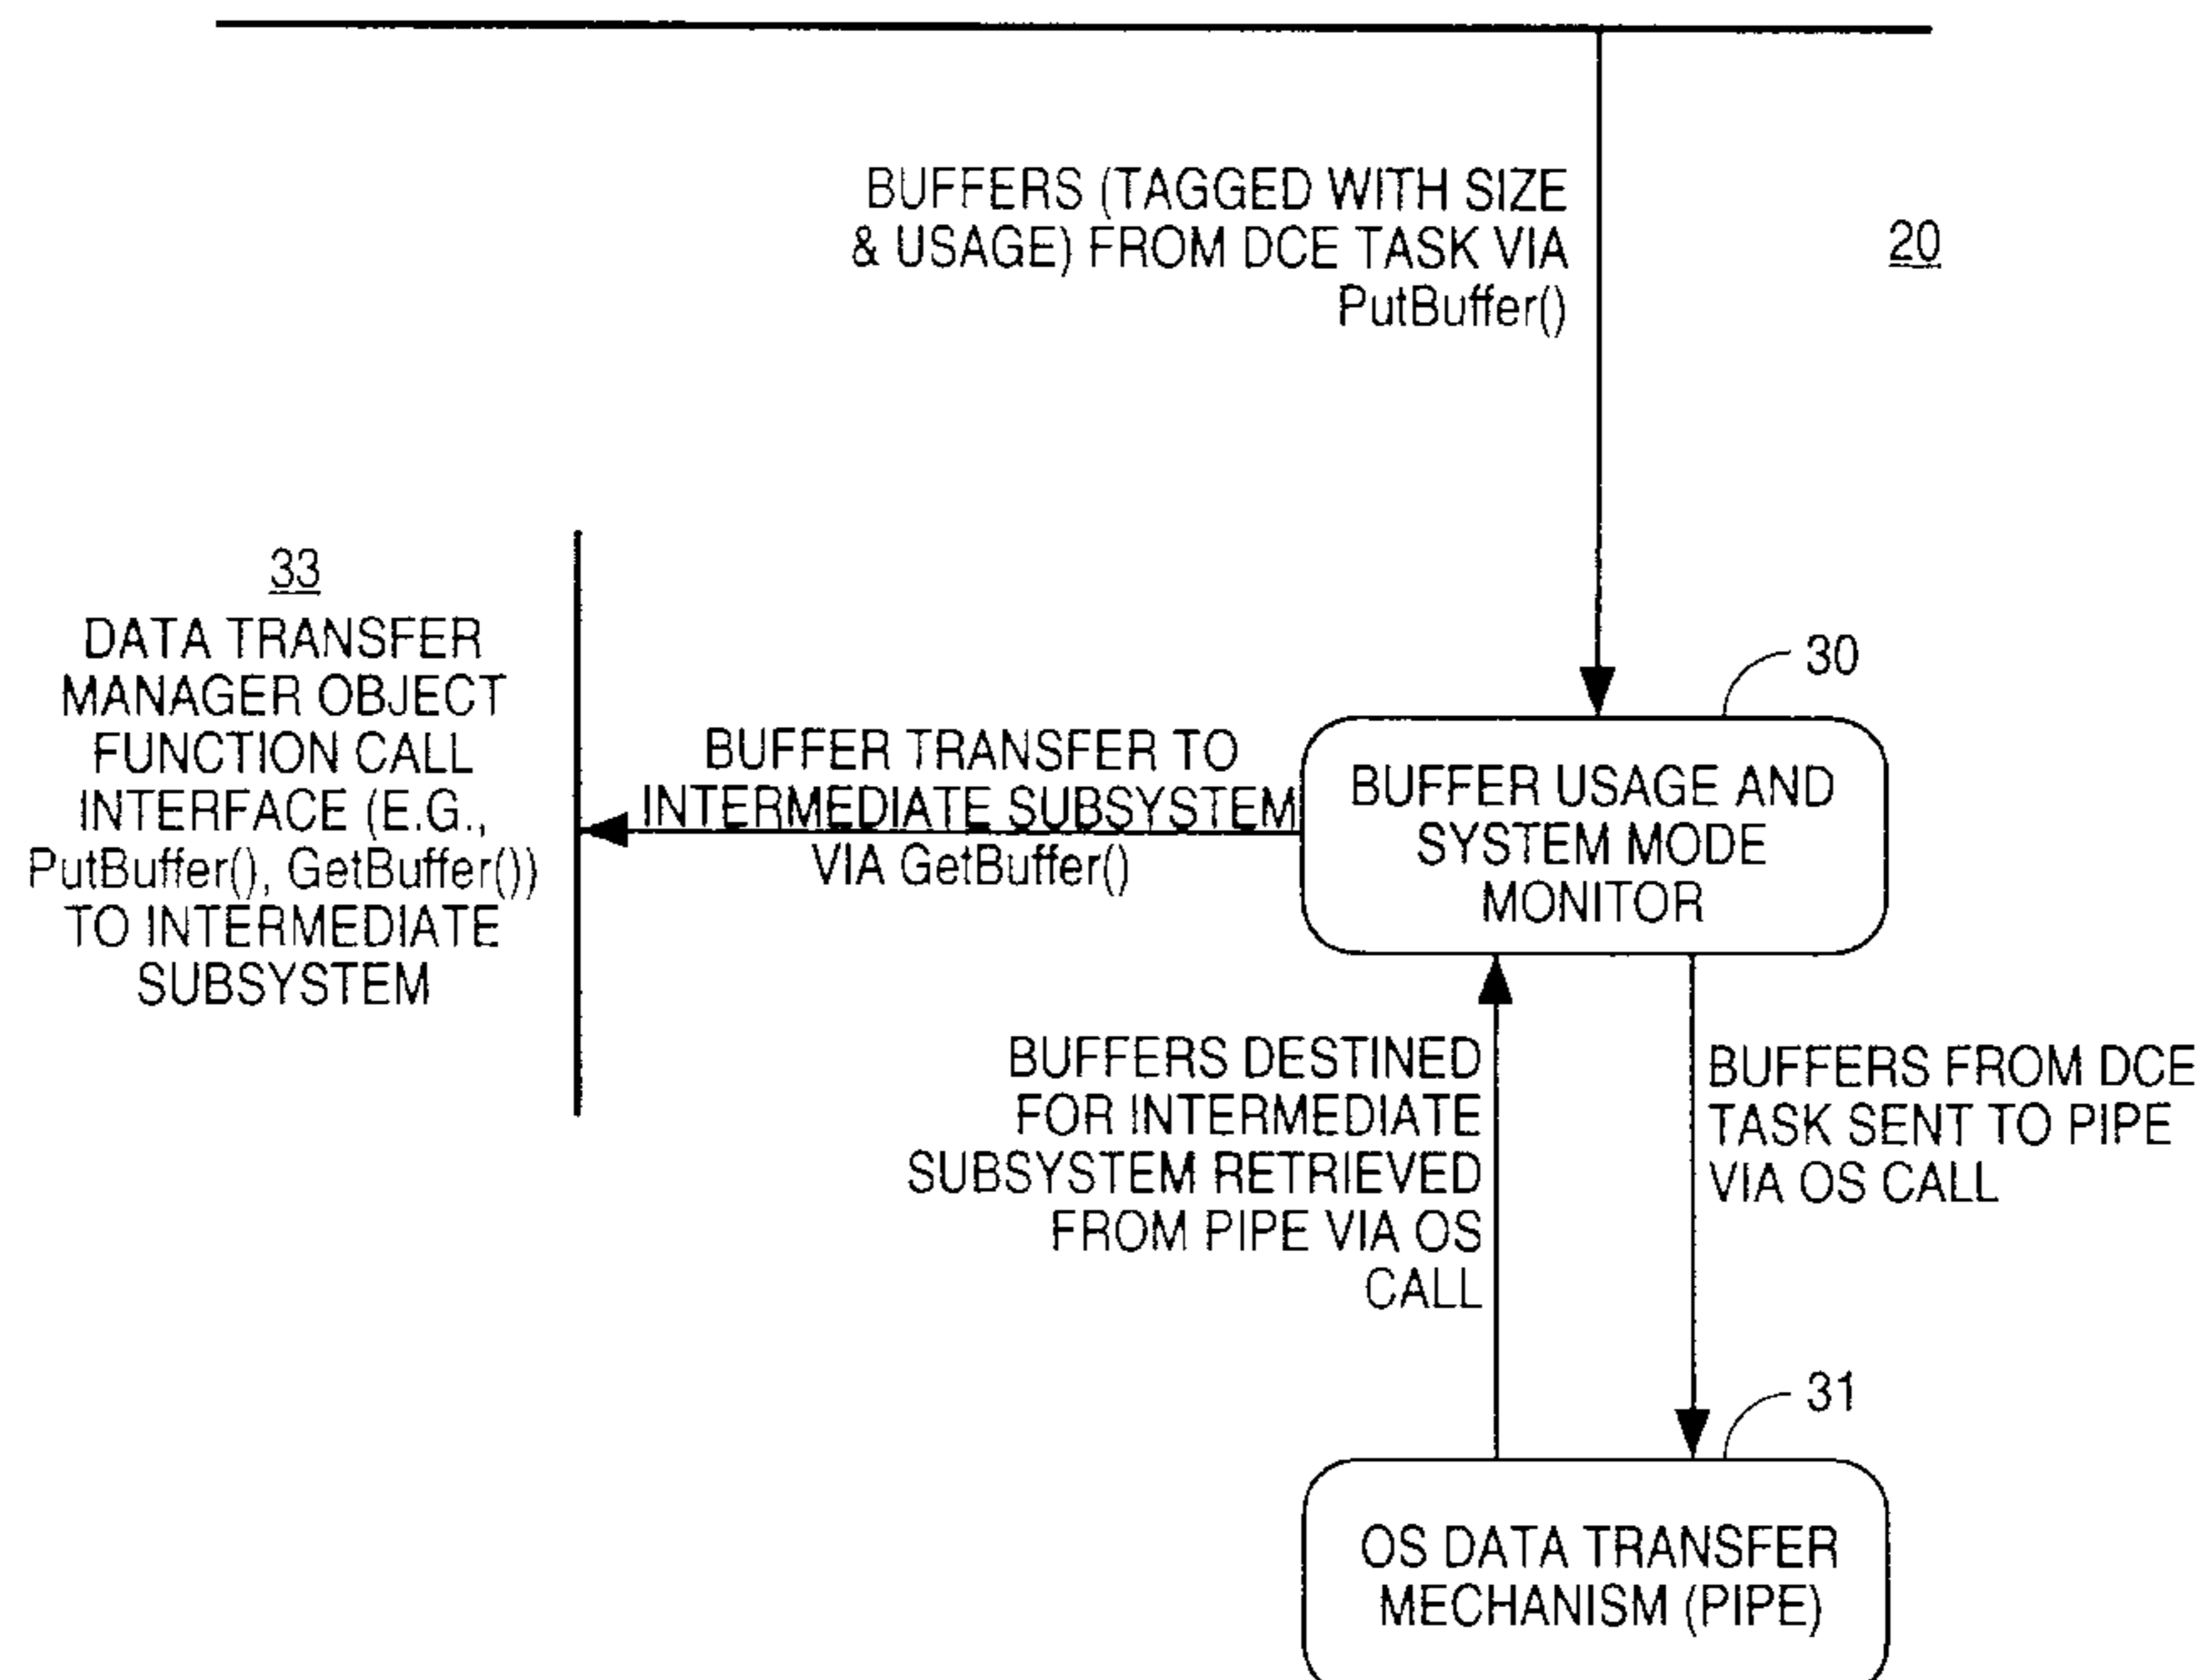 BUFFERS (TAGGED WITH SIZE
& USAGE) FROM DCE TASK VIA
PutBuffer()
20
33
DATA TRANSFER
MANAGER OBJECT
FUNCTION CALL
INTERFACE (E.G.,
PutBuffer(), GetBuffer())
TO INTERMEDIATE
SUBSYSTEM
BUFFER TRANSFER TO
INTERMEDIATE SUBSYSTEM
VIA GetBuffer()
30
BUFFER USAGE AND
SYSTEM MODE
MONITOR
BUFFERS DESTINED
FOR INTERMEDIATE
SUBSYSTEM RETRIEVED
FROM PIPE VIA OS
CALL
BUFFERS FROM DCE
TASK SENT TO PIPE
VIA OS CALL
31
OS DATA TRANSFER
MECHANISM (PIPE)